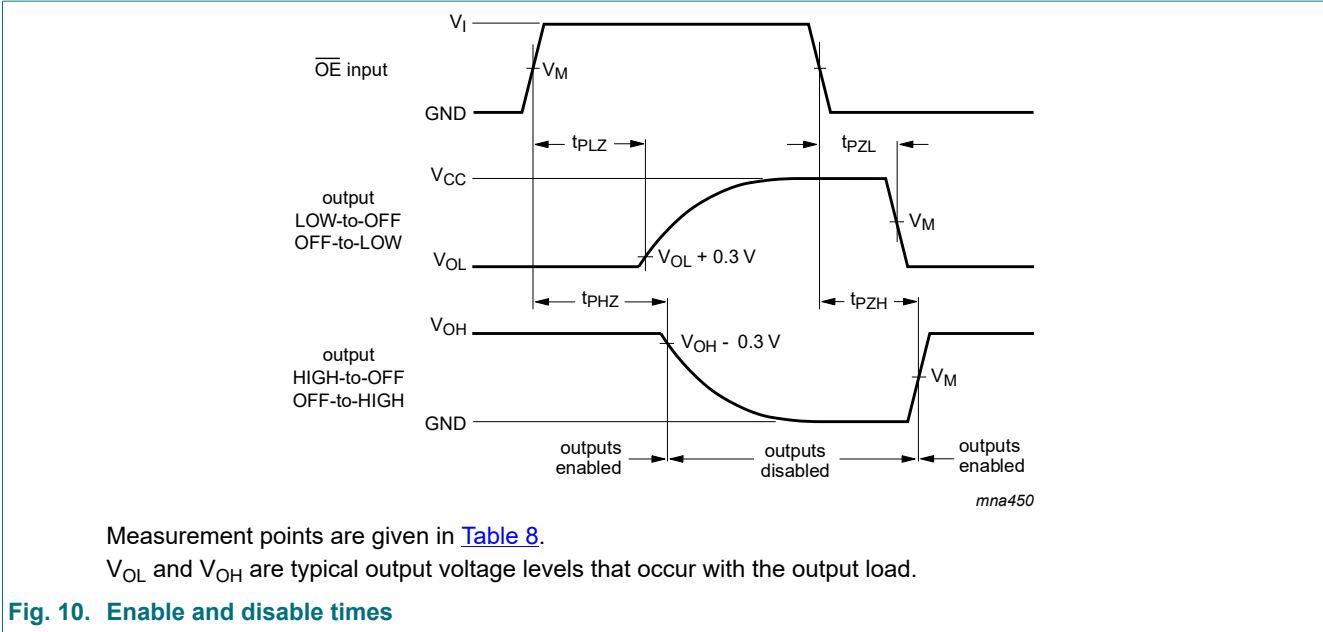 V_I
OE input
V_M
GND
t_PLZ
t_PZL
V_CC
output
LOW-to-OFF
OFF-to-LOW
V_M
V_OL
V_OL + 0.3 V
t_PHZ
t_PZH
V_OH
V_OH - 0.3 V
output
HIGH-to-OFF
OFF-to-HIGH
V_M
GND
outputs
enabled
outputs
disabled
outputs
enabled
mna450
Measurement points are given in Table 8.
V_OL and V_OH are typical output voltage levels that occur with the output load.
Fig. 10. Enable and disable times